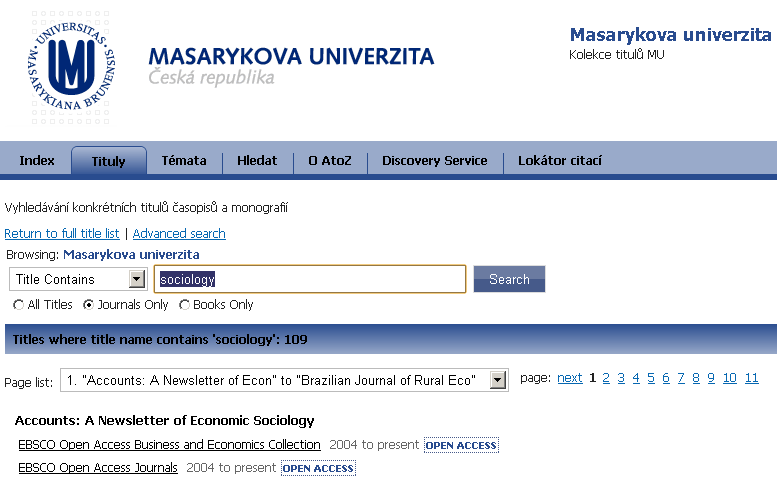 UNIVERSITAS MASARYKIANA BRUNENSIS
MU
MASARYKOVA UNIVERZITA
Česká republika
Masarykova univerzita
Kolekce titulů MU
Index Tituly Témata Hledat O AtoZ Discovery Service Lokátor citací
Vyhledávání konkrétních titulů časopisů a monografií
Return to full title list | Advanced search
Browsing: Masarykova univerzita
Title Contains sociology Search
All Titles Journals Only Books Only
Titles where title name contains 'sociology': 109
Page list: 1. "Accounts: A Newsletter of Econ" to "Brazilian Journal of Rural Eco" page: next 1 2 3 4 5 6 7 8 9 10 11
Accounts: A Newsletter of Economic Sociology
EBSCO Open Access Business and Economics Collection 2004 to present OPEN ACCESS
EBSCO Open Access Journals 2004 to present OPEN ACCESS